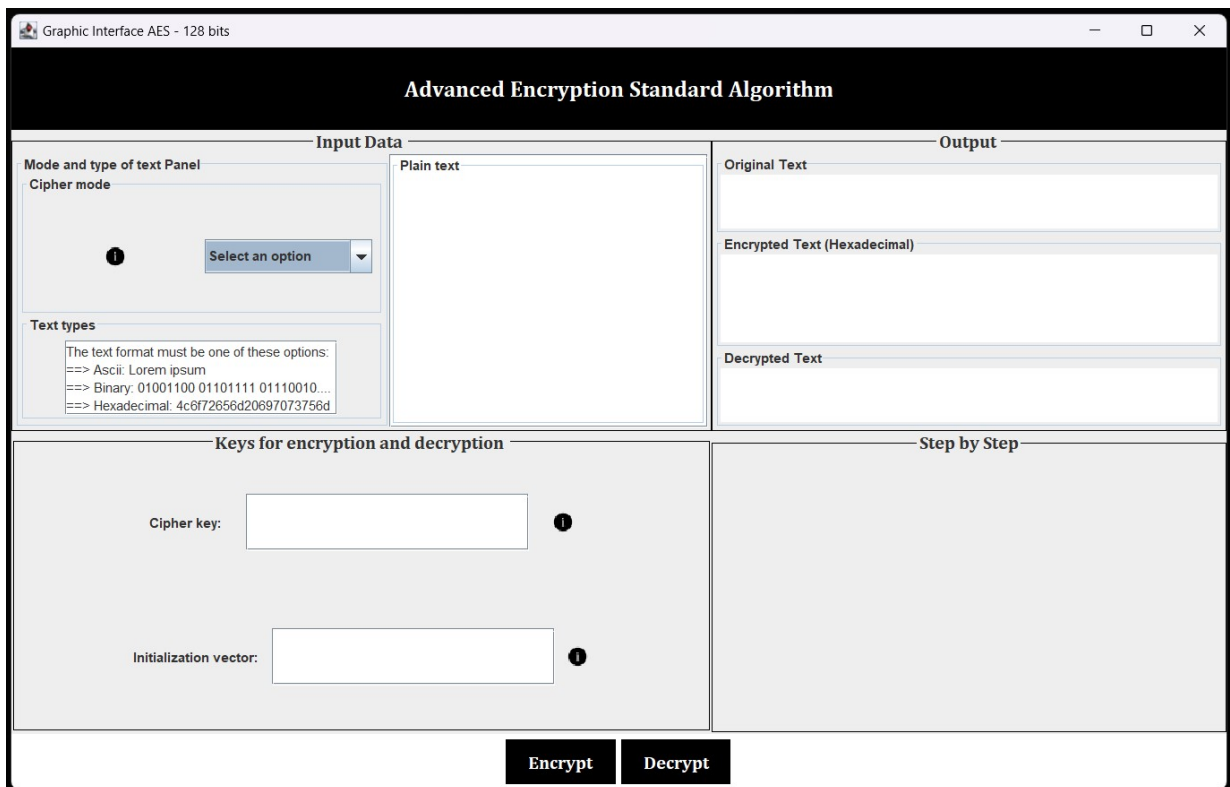 Graphic Interface AES - 128 bits
Advanced Encryption Standard Algorithm
Input Data
Mode and type of text Panel
Cipher mode
Select an option
Text types
The text format must be one of these options:
==> Ascii: Lorem ipsum
==> Binary: 01001100 01101111 01110010....
==> Hexadecimal: 4c6f72656d20697073756d
Plain text
Output
Original Text
Encrypted Text (Hexadecimal)
Decrypted Text
Keys for encryption and decryption
Cipher key:
Initialization vector:
Step by Step
Encrypt
Decrypt